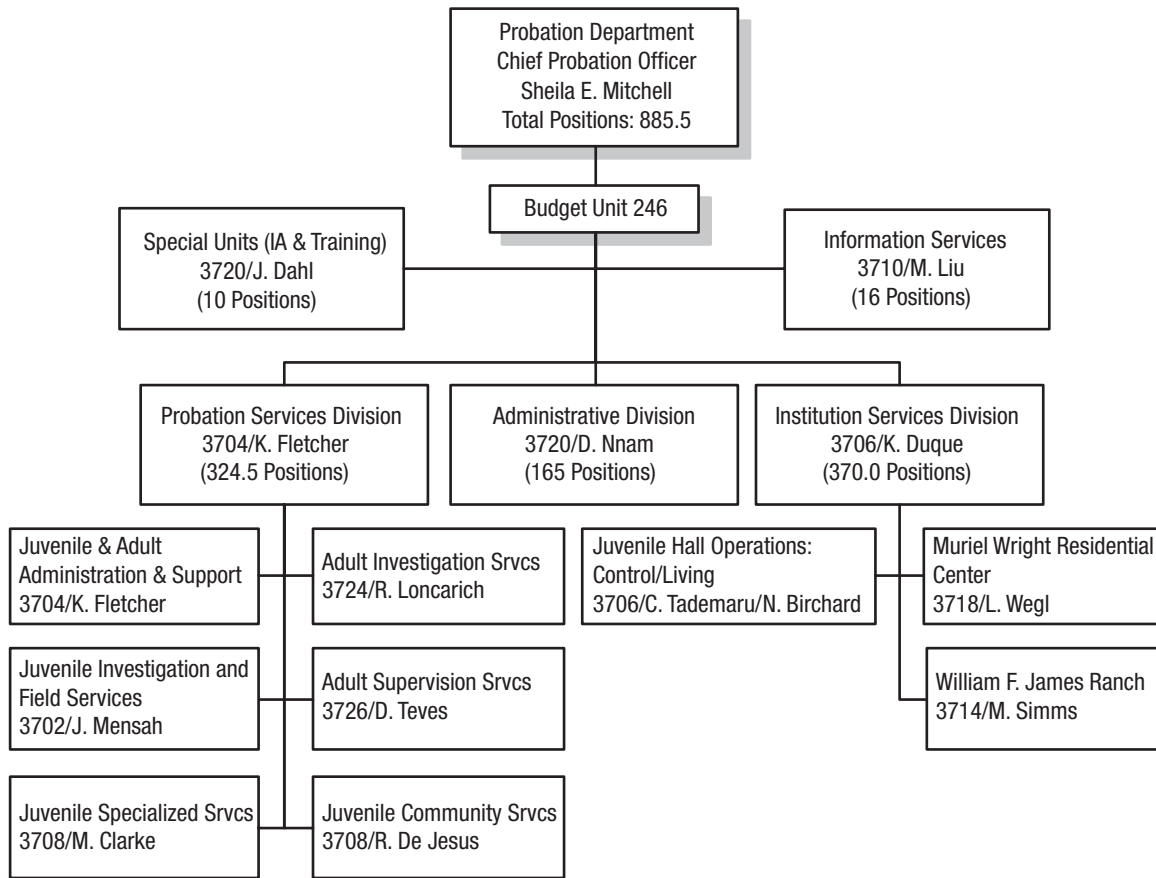 Probation Department
Chief Probation Officer
Sheila E. Mitchell
Total Positions: 885.5
Budget Unit 246
Special Units (IA & Training)
3720/J. Dahl
(10 Positions)
Information Services
3710/M. Liu
(16 Positions)
Probation Services Division
3704/K. Fletcher
(324.5 Positions)
Administrative Division
3720/D. Nnam
(165 Positions)
Institution Services Division
3706/K. Duque
(370.0 Positions)
Juvenile & Adult
Administration & Support
3704/K. Fletcher
Adult Investigation Srvcs
3724/R. Loncarich
Juvenile Hall Operations:
Control/Living
3706/C. Tademaru/N. Birchard
Muriel Wright Residential
Center
3718/L. Wegl
Juvenile Investigation and
Field Services
3702/J. Mensah
Adult Supervision Srvcs
3726/D. Teves
William F. James Ranch
3714/M. Simms
Juvenile Specialized Srvcs
3708/M. Clarke
Juvenile Community Srvcs
3708/R. De Jesus